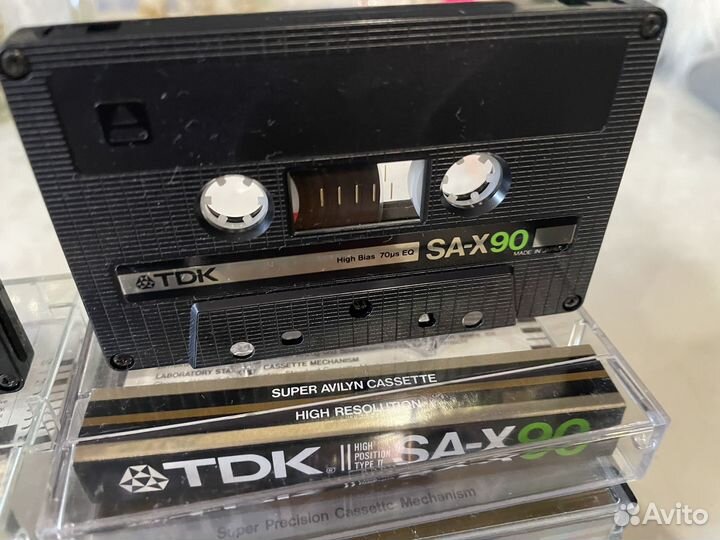 High Bias 70µs EQ
SA-X90
TDK
MADE IN
LABORATORY CASSETTE MECHANISM
SUPER AVILYN CASSETTE
HIGH RESOLUTION
TDK
II HIGH POSITION TYPE II
SA-X90
Super Precision Cassette Mechanism
Avito